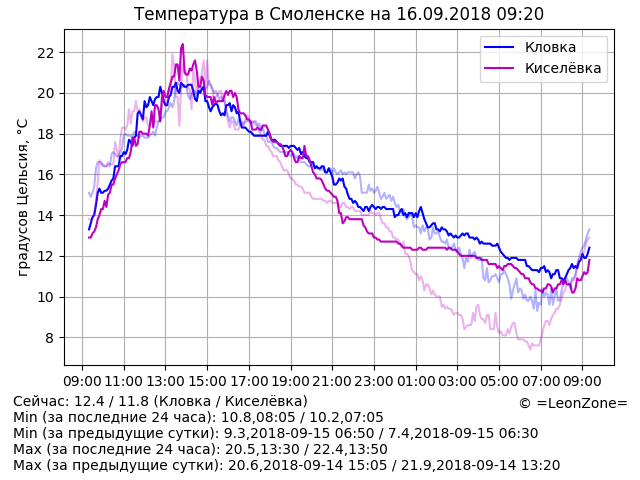 Температура в Смоленске на 16.09.2018 09:20
градусов Цельсия, °C
22
20
18
16
14
12
10
8
Кловка
Киселёвка
09:00 11:00 13:00 15:00 17:00 19:00 21:00 23:00 01:00 03:00 05:00 07:00 09:00
Сейчас: 12.4 / 11.8 (Кловка / Киселёвка)
© =LeonZone=
Min (за последние 24 часа): 10.8,08:05 / 10.2,07:05
Min (за предыдущие сутки): 9.3,2018-09-15 06:50 / 7.4,2018-09-15 06:30
Max (за последние 24 часа): 20.5,13:30 / 22.4,13:50
Max (за предыдущие сутки): 20.6,2018-09-14 15:05 / 21.9,2018-09-14 13:20